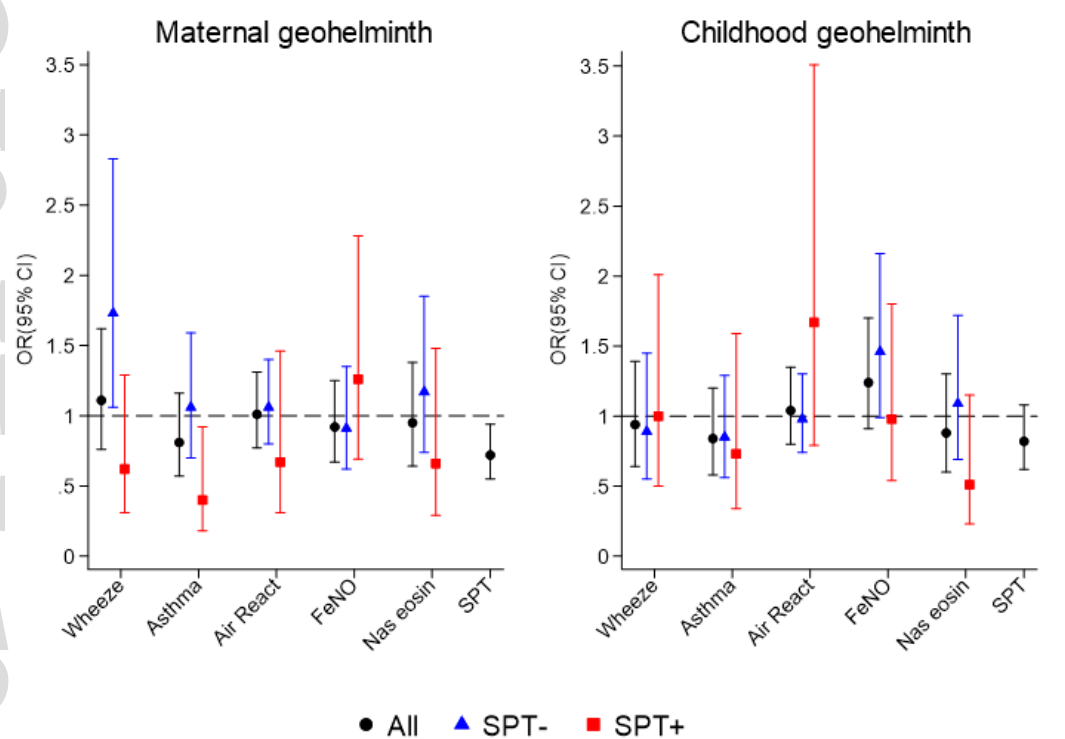 Maternal geohelminth
Childhood geohelminth
OR(95% CI)
3.5
3
2.5
2
1.5
1
.5
0
Wheeze
Asthma
Air React
FeNO
Nas eosin
SPT
OR(95% CI)
3.5
3
2.5
2
1.5
1
.5
0
Wheeze
Asthma
Air React
FeNO
Nas eosin
SPT
All SPT- SPT+